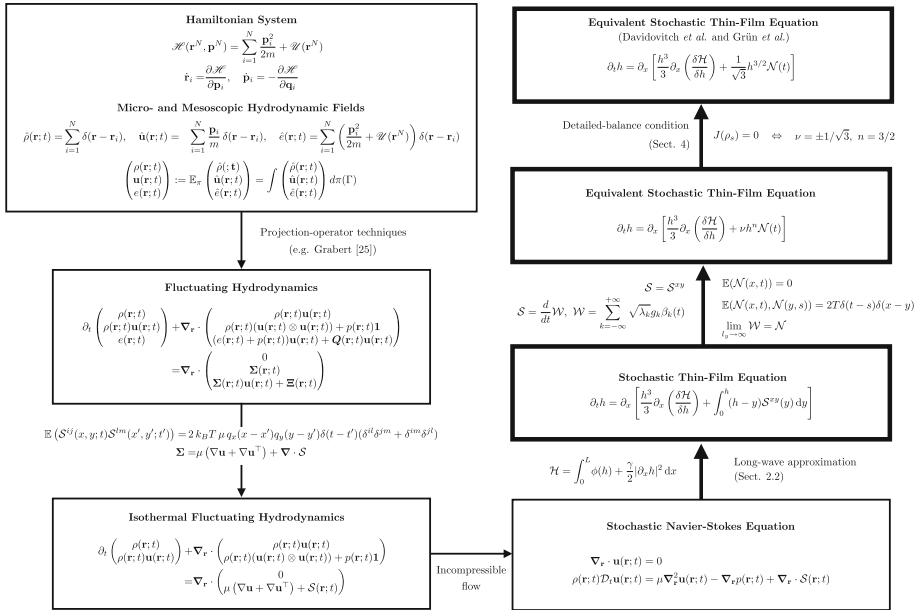 Hamiltonian System
ℋ(r^N, p^N) = ∑_{i=1}^{N} p_i^2/2m + 𝒰(r^N)
ṙ_i = ∂ℋ/∂p_i, ṗ_i = −∂ℋ/∂q_i
Micro- and Mesoscopic Hydrodynamic Fields
ρ̂(r;t) = ∑_{i=1}^{N} δ(r−r_i), û(r;t) = ∑_{i=1}^{N} p_i/m δ(r−r_i), ê(r;t) = ∑_{i=1}^{N} (p_i^2/2m + 𝒰(r^N)) δ(r−r_i)
(ρ(r;t) u(r;t) e(r;t)) := 𝔼_π (ρ̂(;t) û(r;t) ê(r;t)) = ∫ (ρ̂(r;t) û(r;t) ê(r;t)) dπ(Γ)
Projection-operator techniques
(e.g. Grabert [25])
Fluctuating Hydrodynamics
∂_t (ρ(r;t) ρ(r;t)u(r;t) e(r;t)) + ∇_r · (ρ(r;t)u(r;t) ρ(r;t)(u(r;t) ⊗ u(r;t)) + p(r;t)1 (e(r;t) + p(r;t))u(r;t) + Q(r;t)u(r;t))
= ∇_r · (0 Σ(r;t) Σ(r;t)u(r;t) + Ξ(r;t))
𝔼 (𝒮^{ij}(x,y;t)𝒮^{lm}(x′,y′;t′)) = 2 k_B T μ q_x(x−x′)q_y(y−y′)δ(t−t′)(δ^{il}δ^{jm} + δ^{im}δ^{jl})
Σ = μ (∇u + ∇u^⊤) + ∇ · 𝒮
Isothermal Fluctuating Hydrodynamics
∂_t (ρ(r;t) ρ(r;t)u(r;t)) + ∇_r · (ρ(r;t)u(r;t) ρ(r;t)(u(r;t) ⊗ u(r;t)) + p(r;t)1)
= ∇_r · (0 μ (∇u + ∇u^⊤) + 𝒮(r;t))
Incompressible
flow
Stochastic Navier-Stokes Equation
∇_r · u(r;t) = 0
ρ(r;t)𝒟_t u(r;t) = μ∇_r^2 u(r;t) − ∇_r p(r;t) + ∇_r · 𝒮(r;t)
ℋ = ∫_0^L ϕ(h) + γ/2 |∂_x h|^2 dx
Long-wave approximation
(Sect. 2.2)
Stochastic Thin-Film Equation
∂_t h = ∂_x [h^3/3 ∂_x (δℋ/δh) + ∫_0^h (h−y)𝒮^{xy}(y) dy]
𝒮 = 𝒮^{xy}
𝒮 = d/dt 𝒲, 𝒲 = ∑_{k=−∞}^{+∞} √λ_k g_k β_k(t)
𝔼(𝒩(x,t)) = 0
𝔼(𝒩(x,t), 𝒩(y,s)) = 2Tδ(t−s)δ(x−y)
lim_{l_y→∞} 𝒲 = 𝒩
Equivalent Stochastic Thin-Film Equation
∂_t h = ∂_x [h^3/3 ∂_x (δℋ/δh) + νh^n 𝒩(t)]
Detailed-balance condition
(Sect. 4)
J(ρ_s) = 0 ⇔ ν = ±1/√3, n = 3/2
Equivalent Stochastic Thin-Film Equation
(Davidovitch et al. and Grün et al.)
∂_t h = ∂_x [h^3/3 ∂_x (δℋ/δh) + 1/√3 h^{3/2} 𝒩(t)]